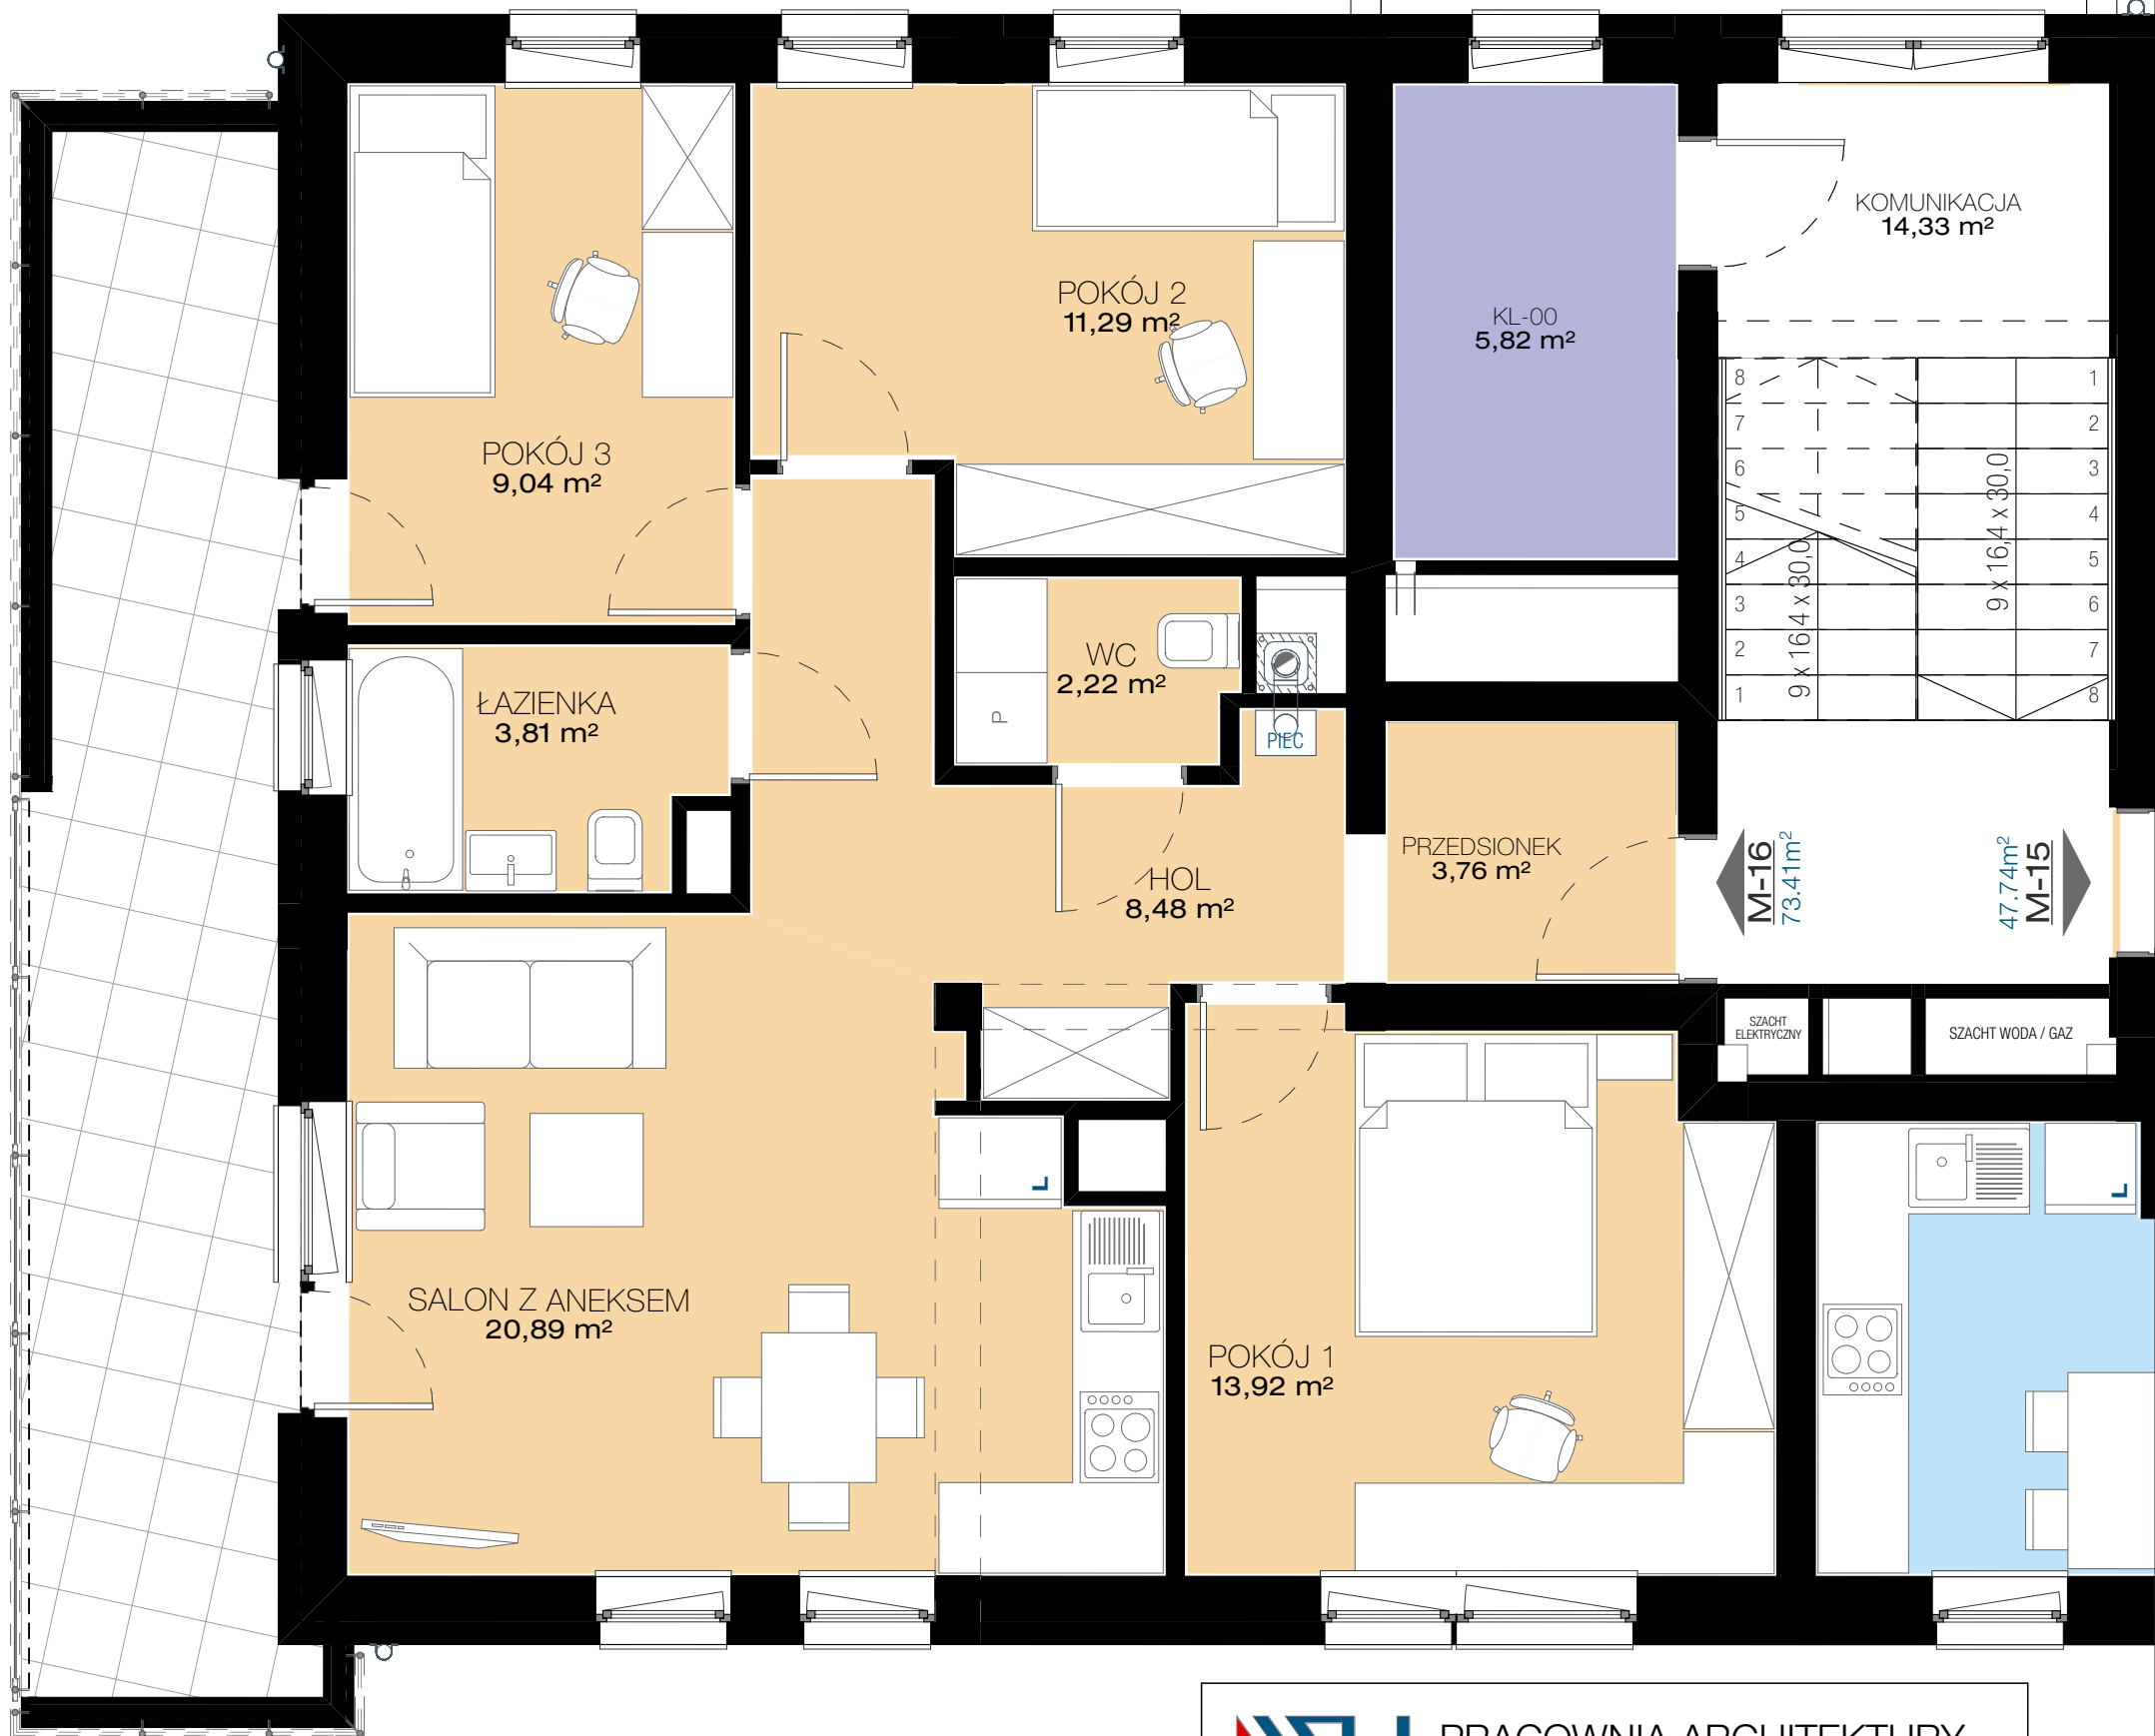 KOMUNIKACJA
14,33 m²
POKÓJ 2
11,29 m²
KL-00
5,82 m²
POKÓJ 3
9,04 m²
8
7
6
5
4
3
2
1
9 x 16,4 x 30,0
1
2
3
4
5
6
7
8
9 x 16,4 x 30,0
WC
2,22 m²
P
PIEC
ŁAZIENKA
3,81 m²
PRZEDSIONEK
3,76 m²
HOL
8,48 m²
M-16
73.41m²
47.74m²
M-15
SZACHT
ELEKTRYCZNY
SZACHT WODA / GAZ
L
L
SALON Z ANEKSEM
20,89 m²
POKÓJ 1
13,92 m²
PRACOWNIA ARCHITEKTURY